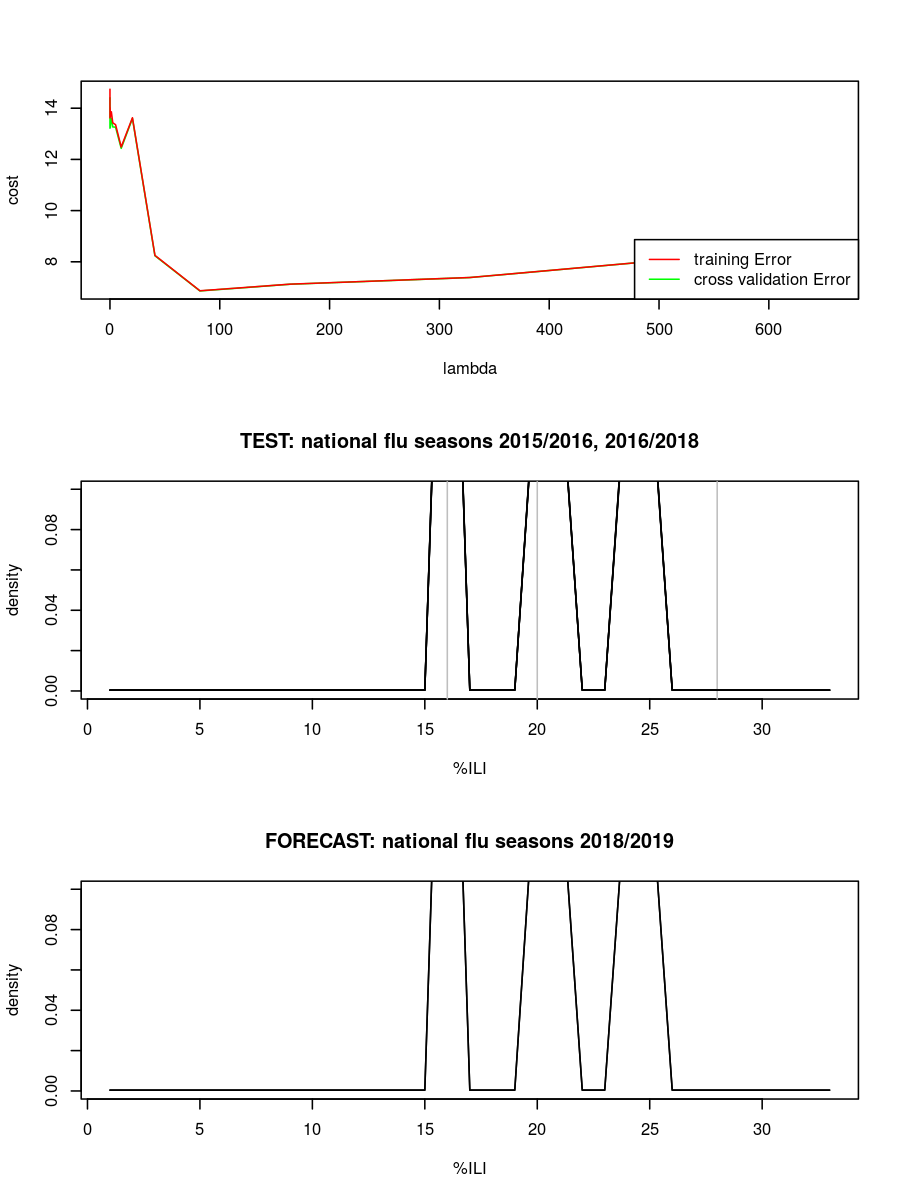 14
12
10
8
cost
training Error
cross validation Error
0 100 200 300 400 500 600
lambda
TEST: national flu seasons 2015/2016, 2016/2018
0.08
0.04
0.00
density
0 5 10 15 20 25 30
%ILI
FORECAST: national flu seasons 2018/2019
0.08
0.04
0.00
density
0 5 10 15 20 25 30
%ILI